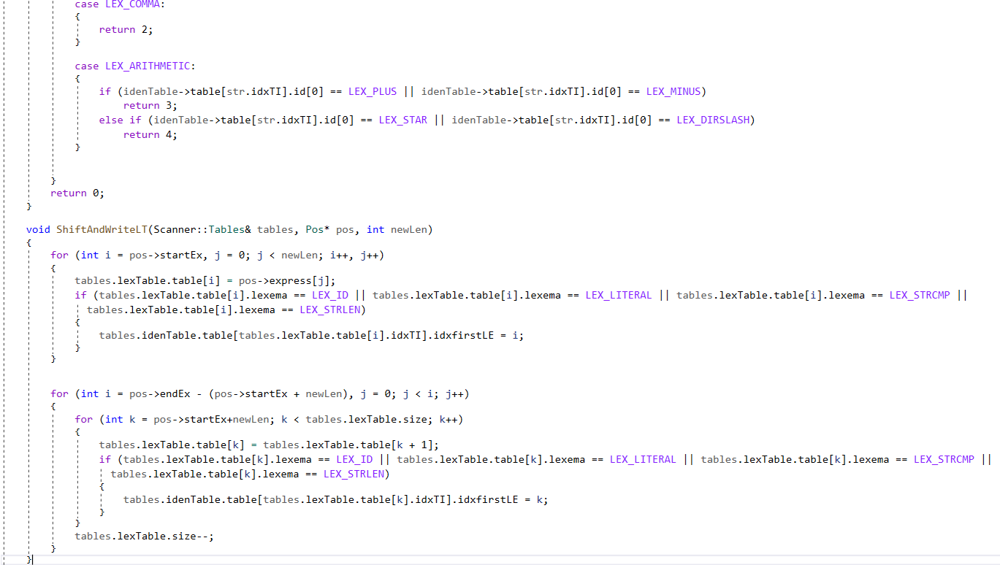 case LEX_COMMA:
{
return 2;
}
case LEX_ARITHMETIC:
{
if (idenTable->table[str.idxTI].id[0] == LEX_PLUS || idenTable->table[str.idxTI].id[0] == LEX_MINUS)
return 3;
else if (idenTable->table[str.idxTI].id[0] == LEX_STAR || idenTable->table[str.idxTI].id[0] == LEX_DIRSLASH)
return 4;
}
}
return 0;
}
void ShiftAndWriteLT(Scanner::Tables& tables, Pos* pos, int newLen)
{
for (int i = pos->startEx, j = 0; j < newLen; i++, j++)
{
tables.lexTable.table[i] = pos->express[j];
if (tables.lexTable.table[i].lexema == LEX_ID || tables.lexTable.table[i].lexema == LEX_LITERAL || tables.lexTable.table[i].lexema == LEX_STRCMP ||
tables.lexTable.table[i].lexema == LEX_STRLEN)
{
tables.idenTable.table[tables.lexTable.table[i].idxTI].idxfirstLE = i;
}
}
for (int i = pos->endEx - (pos->startEx + newLen), j = 0; j < i; j++)
{
for (int k = pos->startEx+newLen; k < tables.lexTable.size; k++)
{
tables.lexTable.table[k] = tables.lexTable.table[k + 1];
if (tables.lexTable.table[k].lexema == LEX_ID || tables.lexTable.table[k].lexema == LEX_LITERAL || tables.lexTable.table[k].lexema == LEX_STRCMP ||
tables.lexTable.table[k].lexema == LEX_STRLEN)
{
tables.idenTable.table[tables.lexTable.table[k].idxTI].idxfirstLE = k;
}
}
tables.lexTable.size--;
}
}